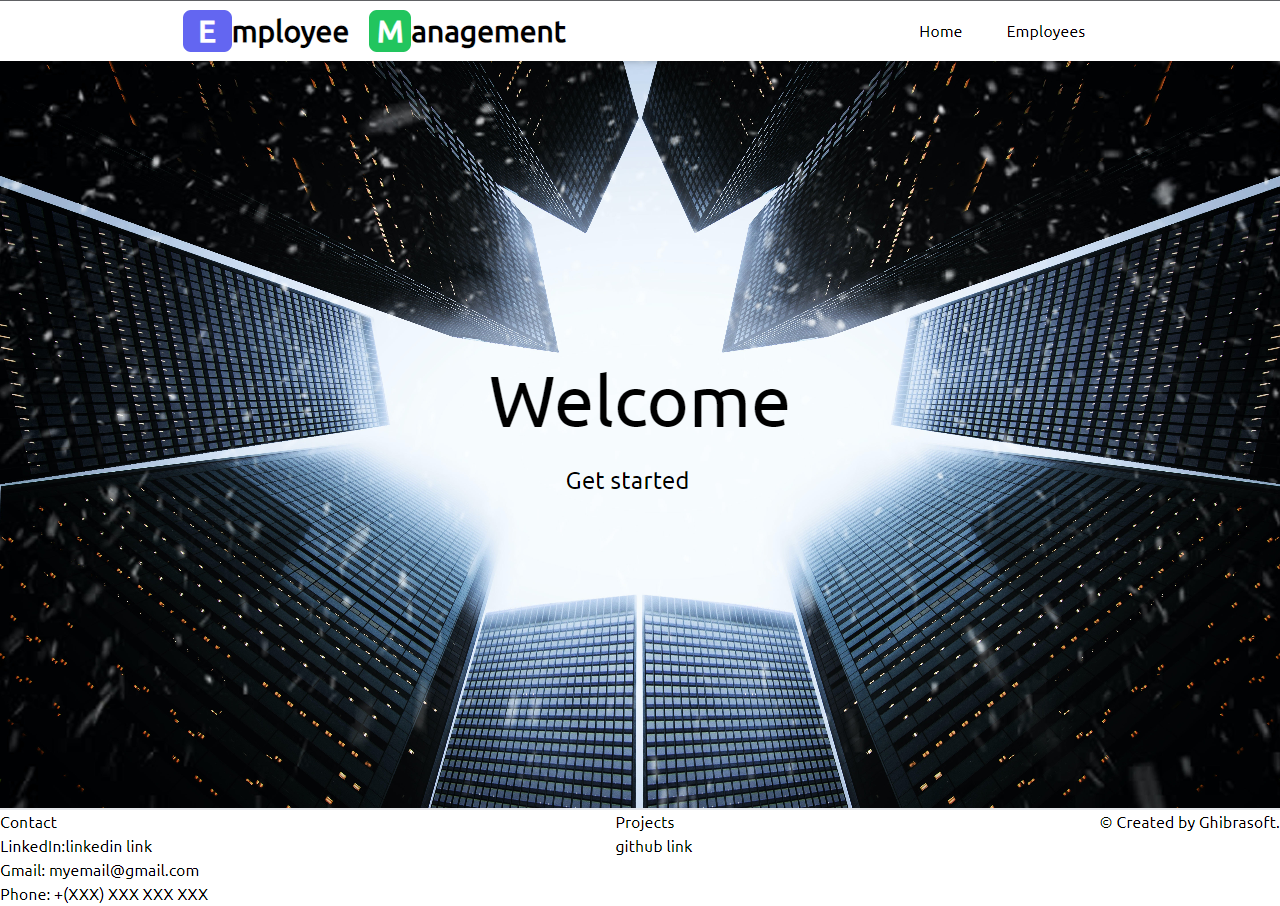 Employee Management
Home
Employees
Welcome
Get started
Contact
LinkedIn:linkedin link
Gmail: myemail@gmail.com
Phone: +(XXX) XXX XXX XXX
Projects
github link
© Created by Ghibrasoft.